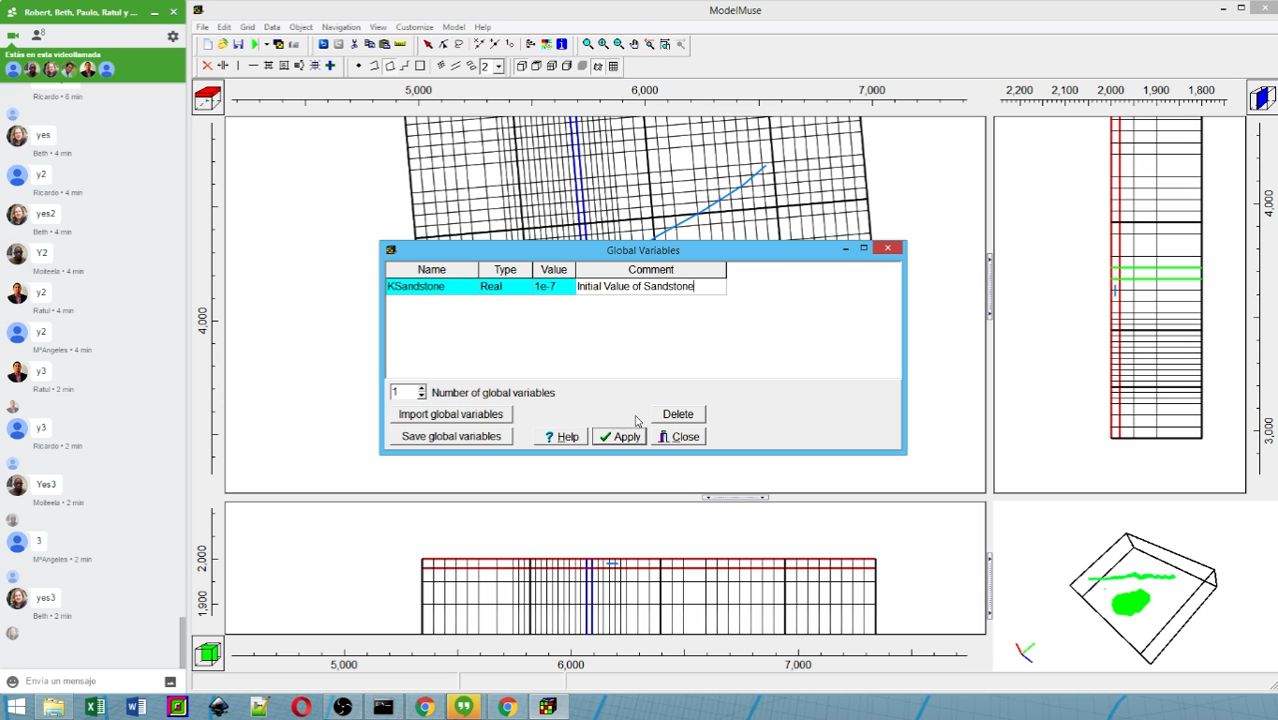 Robert, Beth, Paulo, Ratul y ...
8
Estás en esta videollamada
Ricardo • 6 min
yes
Beth • 4 min
y2
Ricardo • 4 min
yes2
Beth • 4 min
Y2
Moiteela • 4 min
y2
Ratul • 4 min
y2
MªAngeles • 4 min
y3
Ratul • 2 min
y3
Ricardo • 2 min
Yes3
Moiteela • 2 min
3
MªAngeles • 2 min
yes3
Beth • 2 min
Envía un mensaje
ModelMuse
File Edit Grid Data Object Navigation View Customize Model Help
2
5,000 6,000 7,000
2,200 2,100 2,000 1,900 1,800
4,000
4,000
3,000
Global Variables
Name Type Value Comment
KSandstone Real 1e-7 Initial Value of Sandstone
1 Number of global variables
Import global variables Delete
Save global variables ? Help Apply Close
2,000
1,900
5,000 6,000 7,000